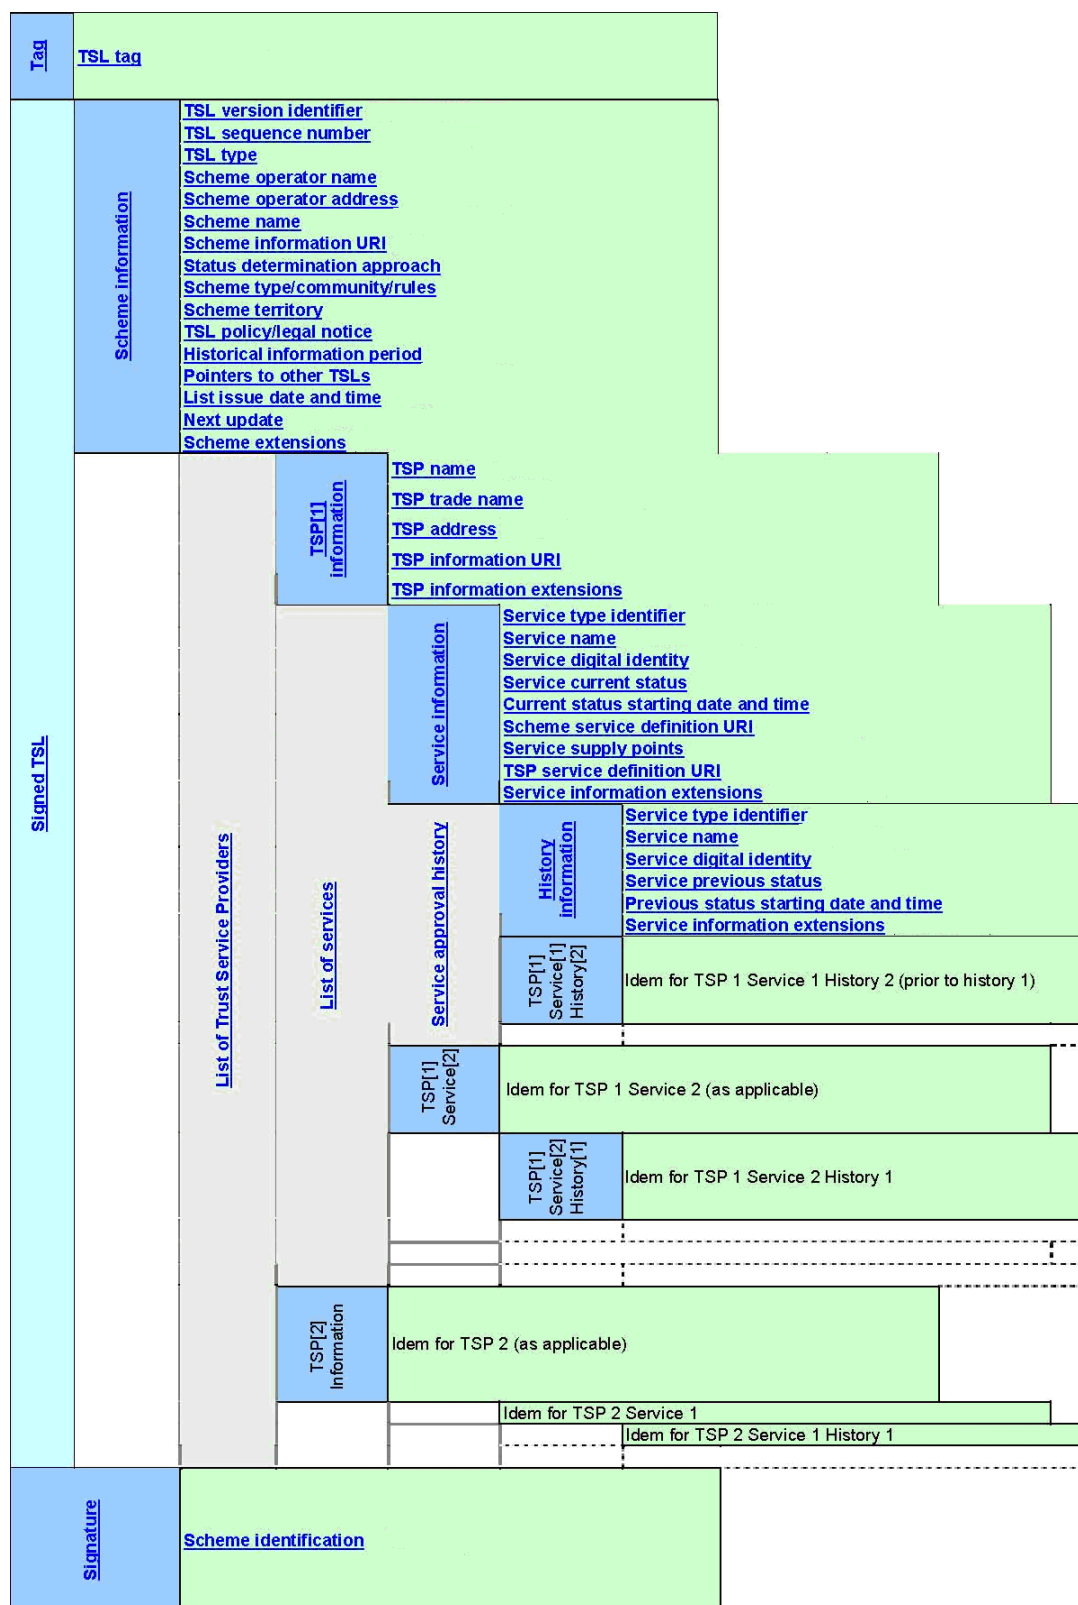 Tag
TSL tag
Signed TSL
Scheme information
TSL version identifier
TSL sequence number
TSL type
Scheme operator name
Scheme operator address
Scheme name
Scheme information URI
Status determination approach
Scheme type/community/rules
Scheme territory
TSL policy/legal notice
Historical information period
Pointers to other TSLs
List issue date and time
Next update
Scheme extensions
List of Trust Service Providers
TSP[1]
information
TSP name
TSP trade name
TSP address
TSP information URI
TSP information extensions
List of services
Service information
Service type identifier
Service name
Service digital identity
Service current status
Current status starting date and time
Scheme service definition URI
Service supply points
TSP service definition URI
Service information extensions
Service approval history
History
information
Service type identifier
Service name
Service digital identity
Service previous status
Previous status starting date and time
Service information extensions
TSP[1]
Service[1]
History[2]
Idem for TSP 1 Service 1 History 2 (prior to history 1)
TSP[1]
Service[2]
Idem for TSP 1 Service 2 (as applicable)
TSP[1]
Service[2]
History[1]
Idem for TSP 1 Service 2 History 1
TSP[2]
Information
Idem for TSP 2 (as applicable)
Idem for TSP 2 Service 1
Idem for TSP 2 Service 1 History 1
Signature
Scheme identification